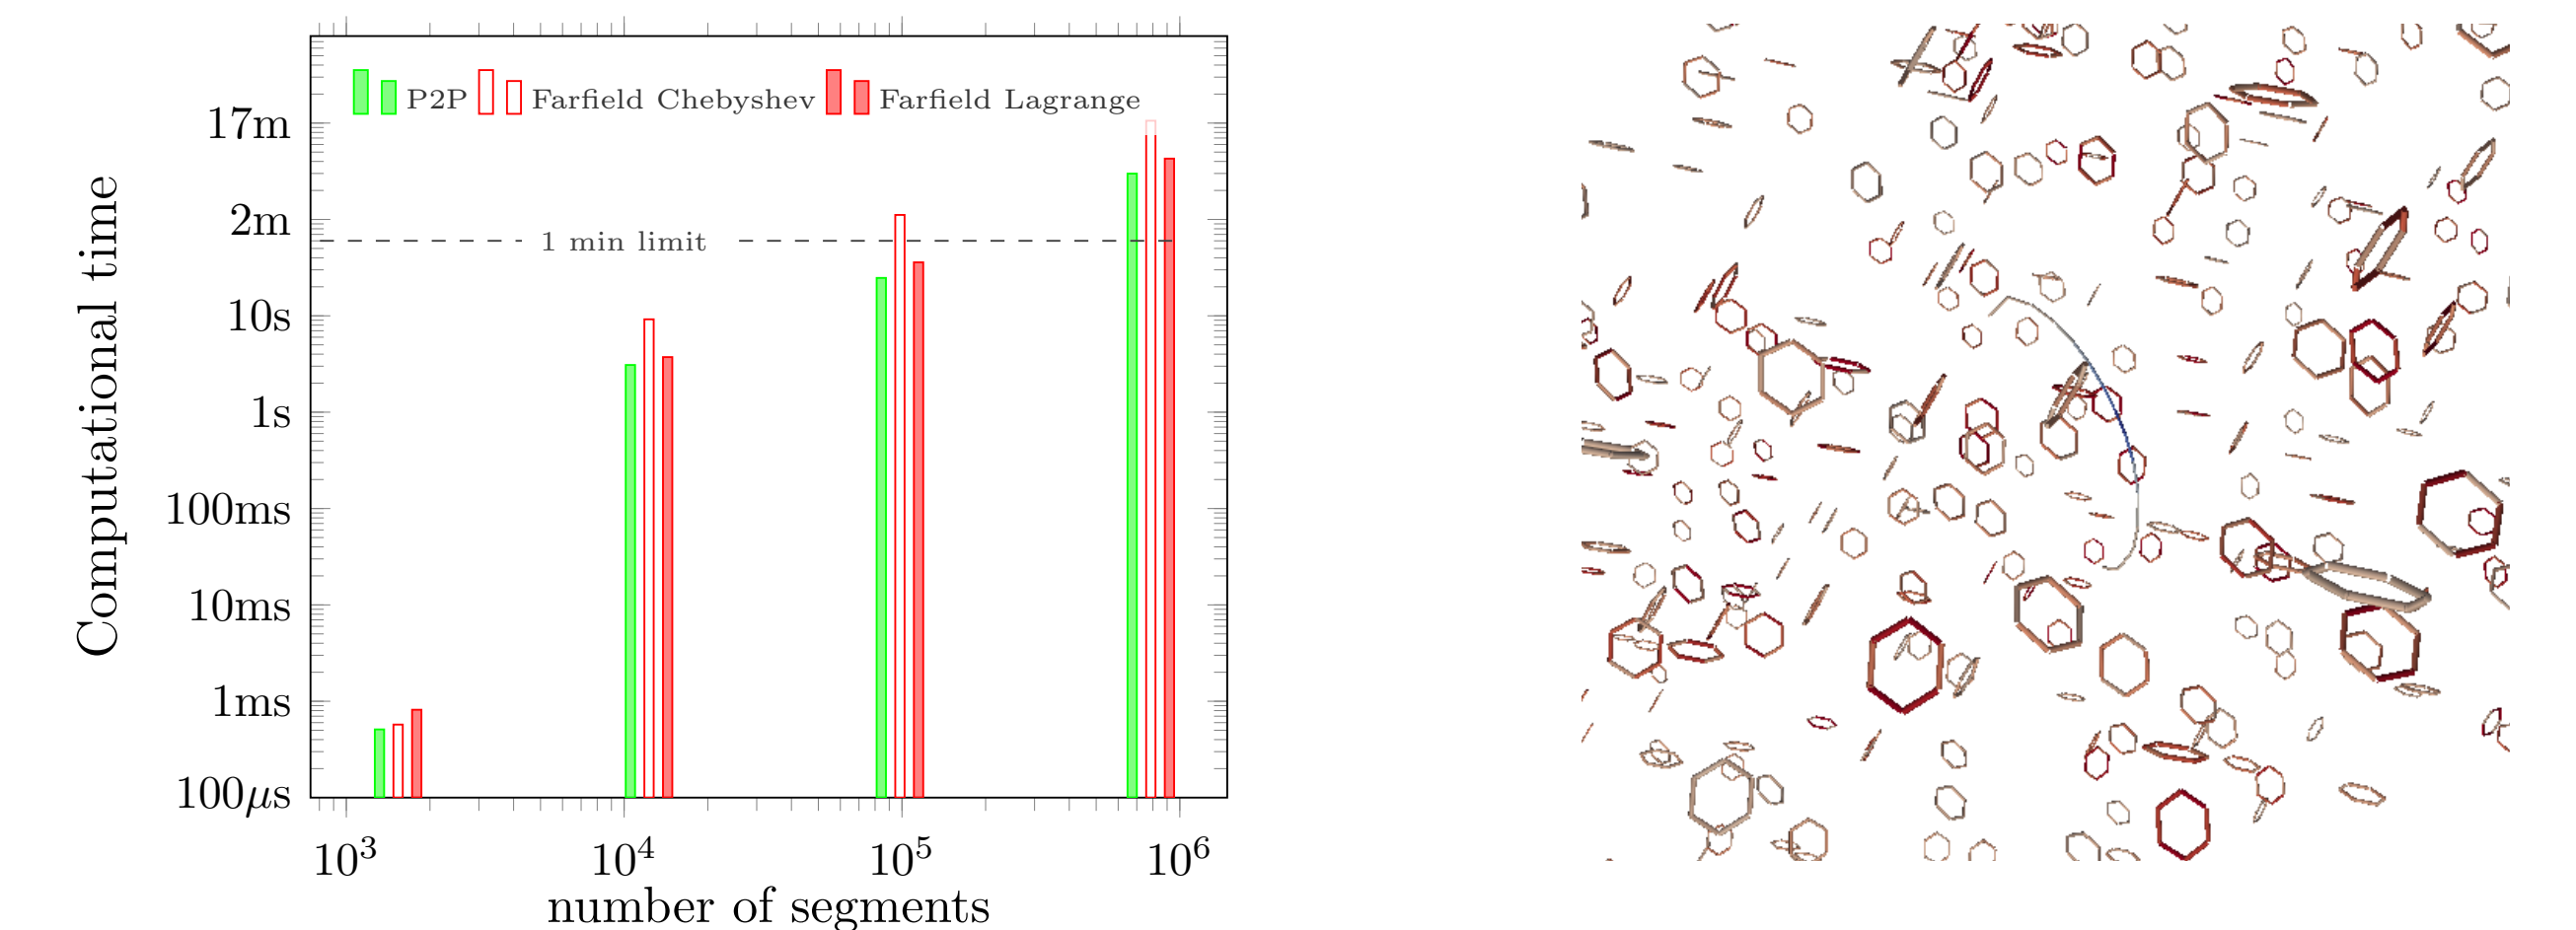 P2P Farfield Chebyshev Farfield Lagrange
17m
2m
1 min limit
10s
1s
100ms
10ms
1ms
100μs
Computational time
10³ 10⁴ 10⁵ 10⁶
number of segments